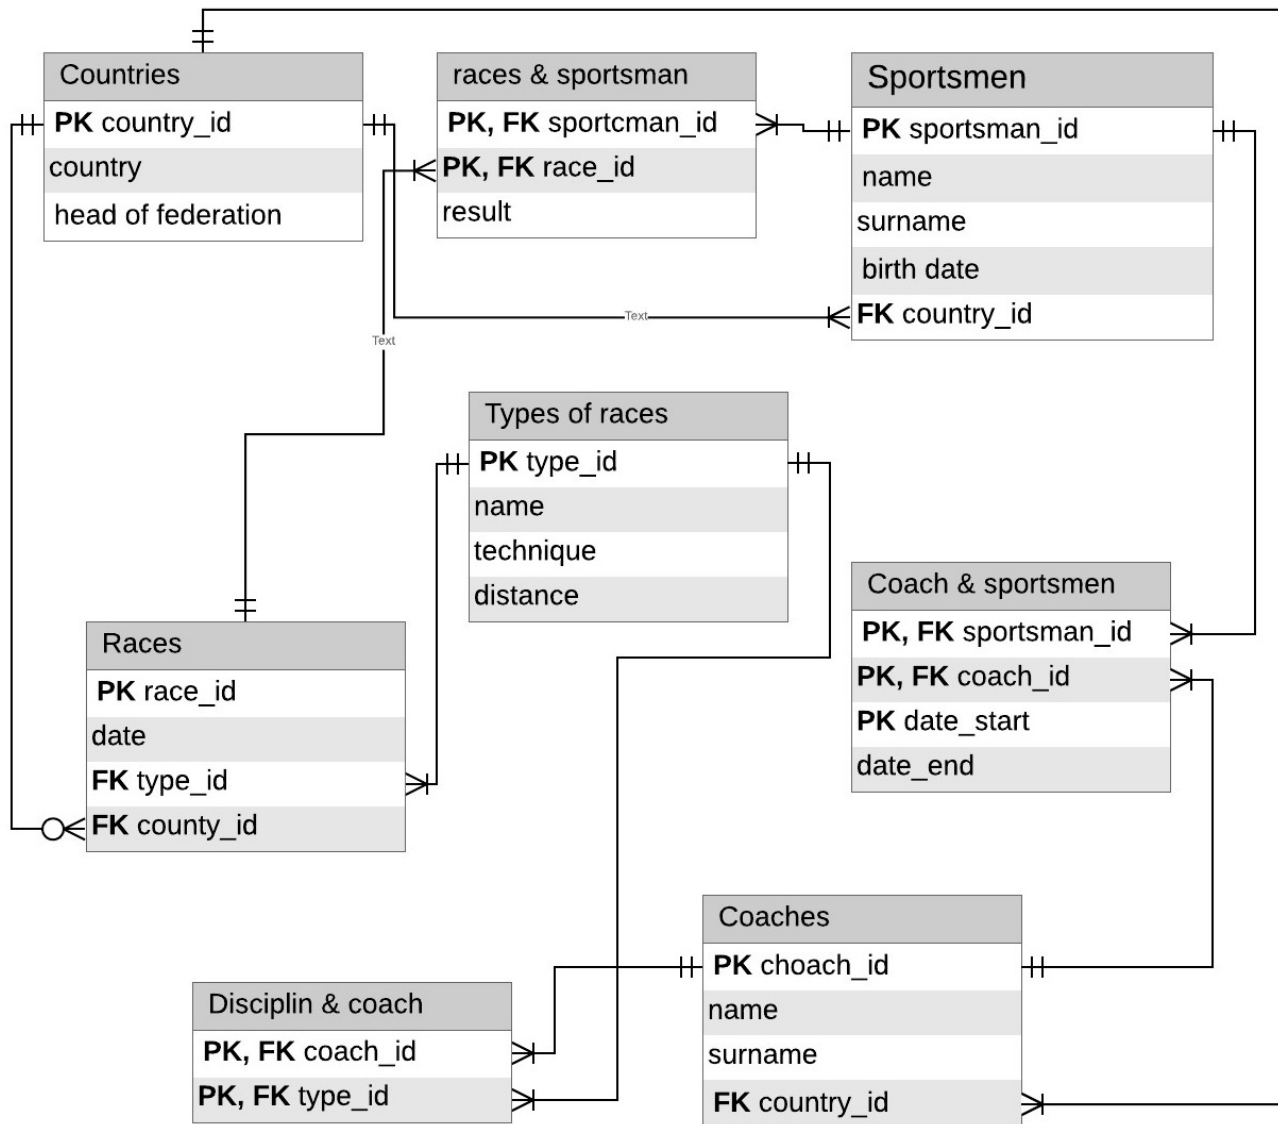 Countries
PK country_id
country
head of federation
races & sportsman
PK, FK sportcman_id
PK, FK race_id
result
Sportsmen
PK sportsman_id
name
surname
birth date
FK country_id
Text
Text
Types of races
PK type_id
name
technique
distance
Coach & sportsmen
PK, FK sportsman_id
PK, FK coach_id
PK date_start
date_end
Races
PK race_id
date
FK type_id
FK county_id
Coaches
PK choach_id
name
surname
FK country_id
Disciplin & coach
PK, FK coach_id
PK, FK type_id